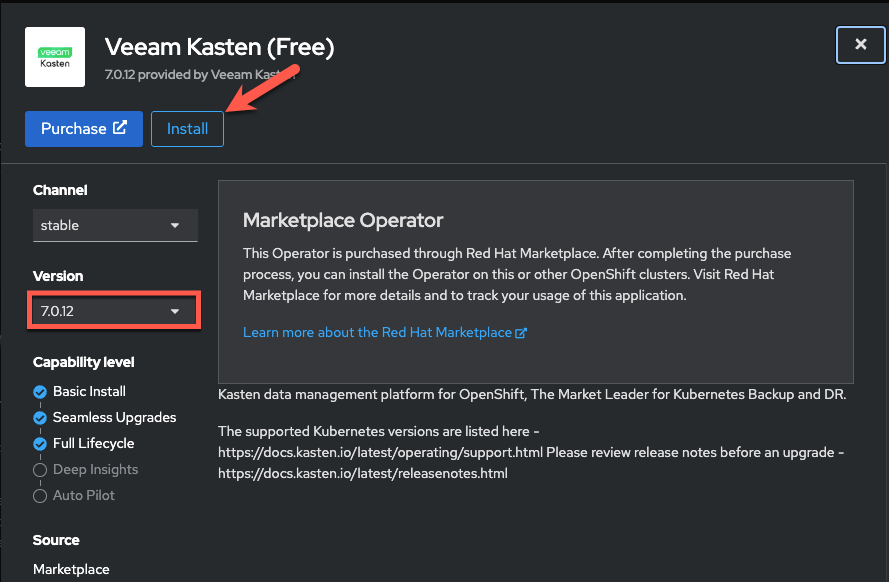 veeam
Kasten
Veeam Kasten (Free)
7.0.12 provided by Veeam Kasten
Purchase
Install
Channel
stable
Version
7.0.12
Capability level
Basic Install
Seamless Upgrades
Full Lifecycle
Deep Insights
Auto Pilot
Source
Marketplace
Marketplace Operator
This Operator is purchased through Red Hat Marketplace. After completing the purchase
process, you can install the Operator on this or other OpenShift clusters. Visit Red Hat
Marketplace for more details and to track your usage of this application.
Learn more about the Red Hat Marketplace
Kasten data management platform for OpenShift, The Market Leader for Kubernetes Backup and DR.
The supported Kubernetes versions are listed here -
https://docs.kasten.io/latest/operating/support.html Please review release notes before an upgrade -
https://docs.kasten.io/latest/releasenotes.html